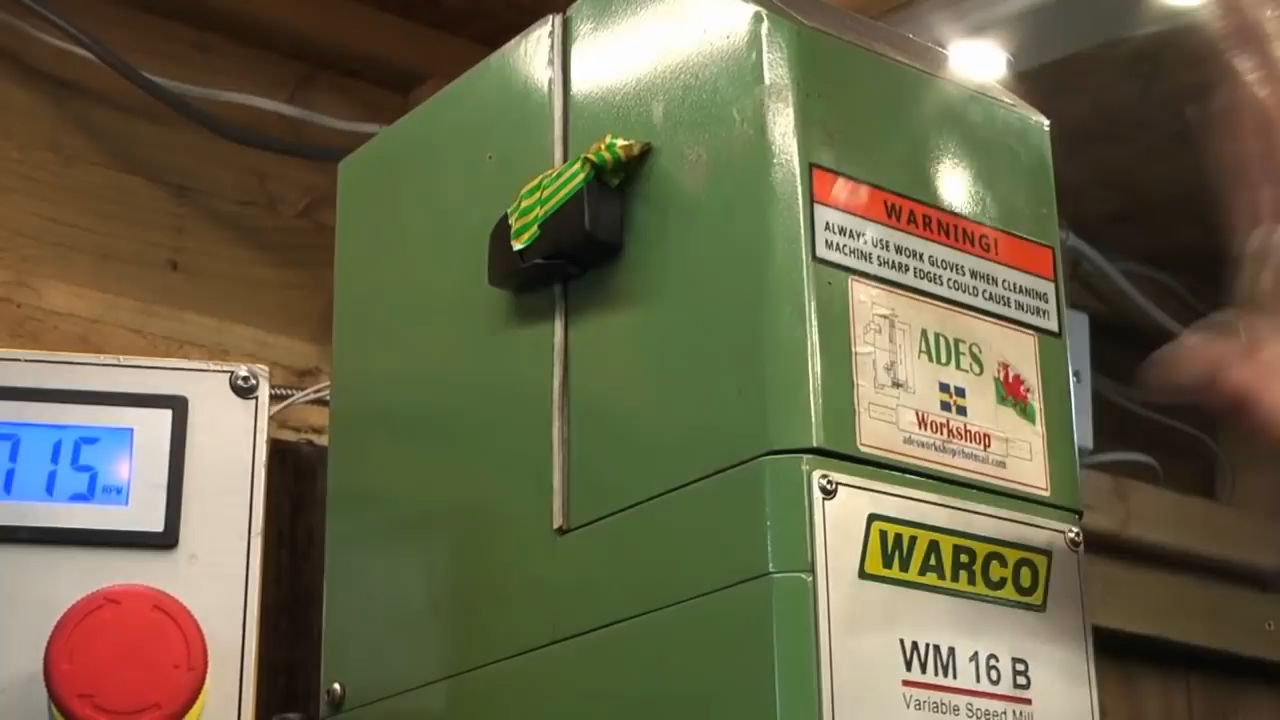 WARNING!
ALWAYS USE WORK GLOVES WHEN CLEANING
MACHINE SHARP EDGES COULD CAUSE INJURY!
ADES
Workshop
adesworkshop@hotmail.com
715
RPM
WARCO
WM 16 B
Variable Speed Mill